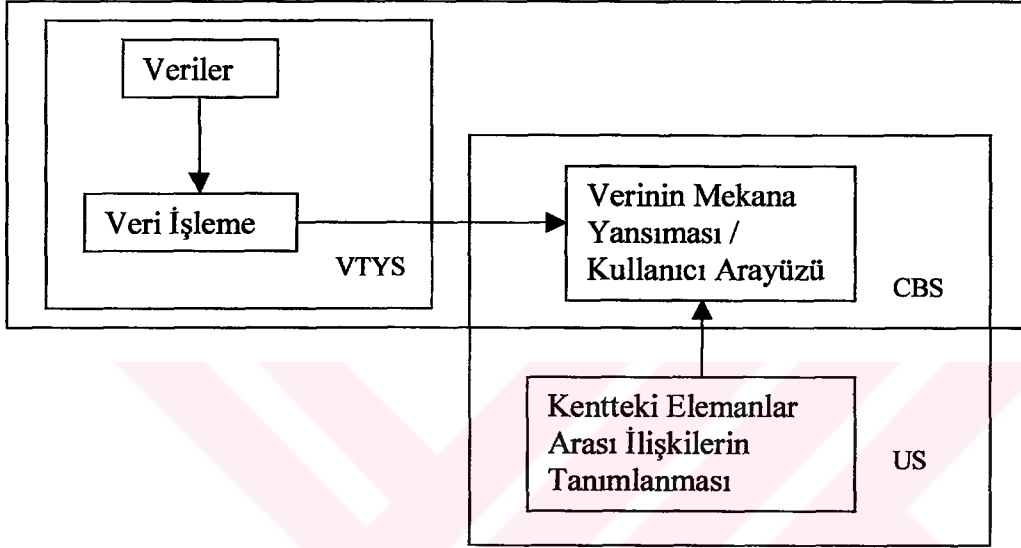 Veriler
Veri İşleme
VTYS
Verinin Mekana
Yansıması /
Kullanıcı Arayüzü
CBS
Kentteki Elemanlar
Arası İlişkilerin
Tanımlanması
US